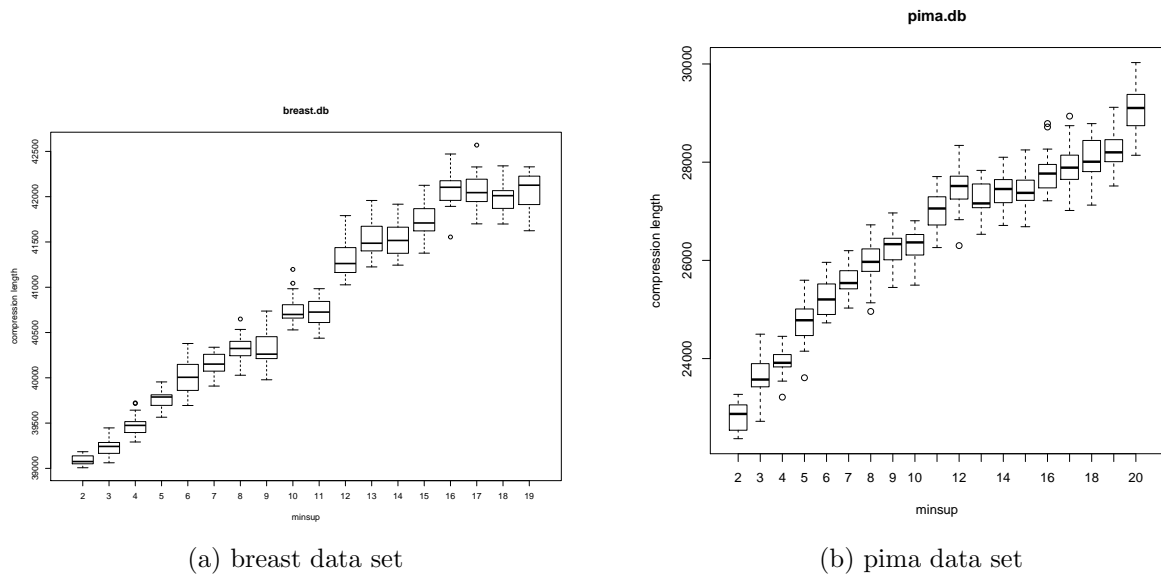 breast.db
compression length
42500
42000
41500
41000
40500
40000
39500
39000
2 3 4 5 6 7 8 9 10 11 12 13 14 15 16 17 18 19
minsup
(a) breast data set
pima.db
compression length
30000
28000
26000
24000
2 3 4 5 6 7 8 9 10 12 14 16 18 20
minsup
(b) pima data set